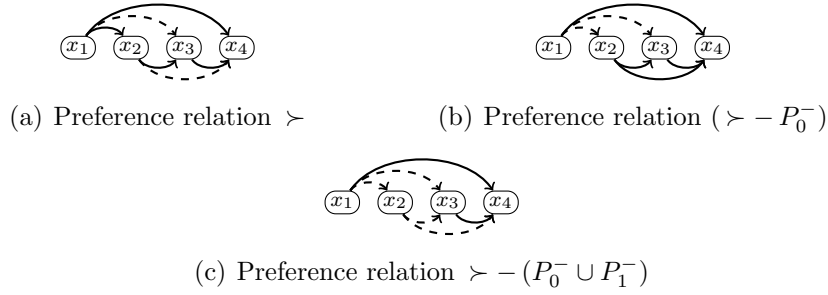 x₁ x₂ x₃ x₄
x₁ x₂ x₃ x₄
(a) Preference relation ≻
(b) Preference relation (≻ − P₀⁻)
x₁ x₂ x₃ x₄
(c) Preference relation ≻ − (P₀⁻ ∪ P₁⁻)